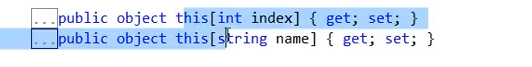 ...public object this[int index] { get; set; }
...public object this[string name] { get; set; }